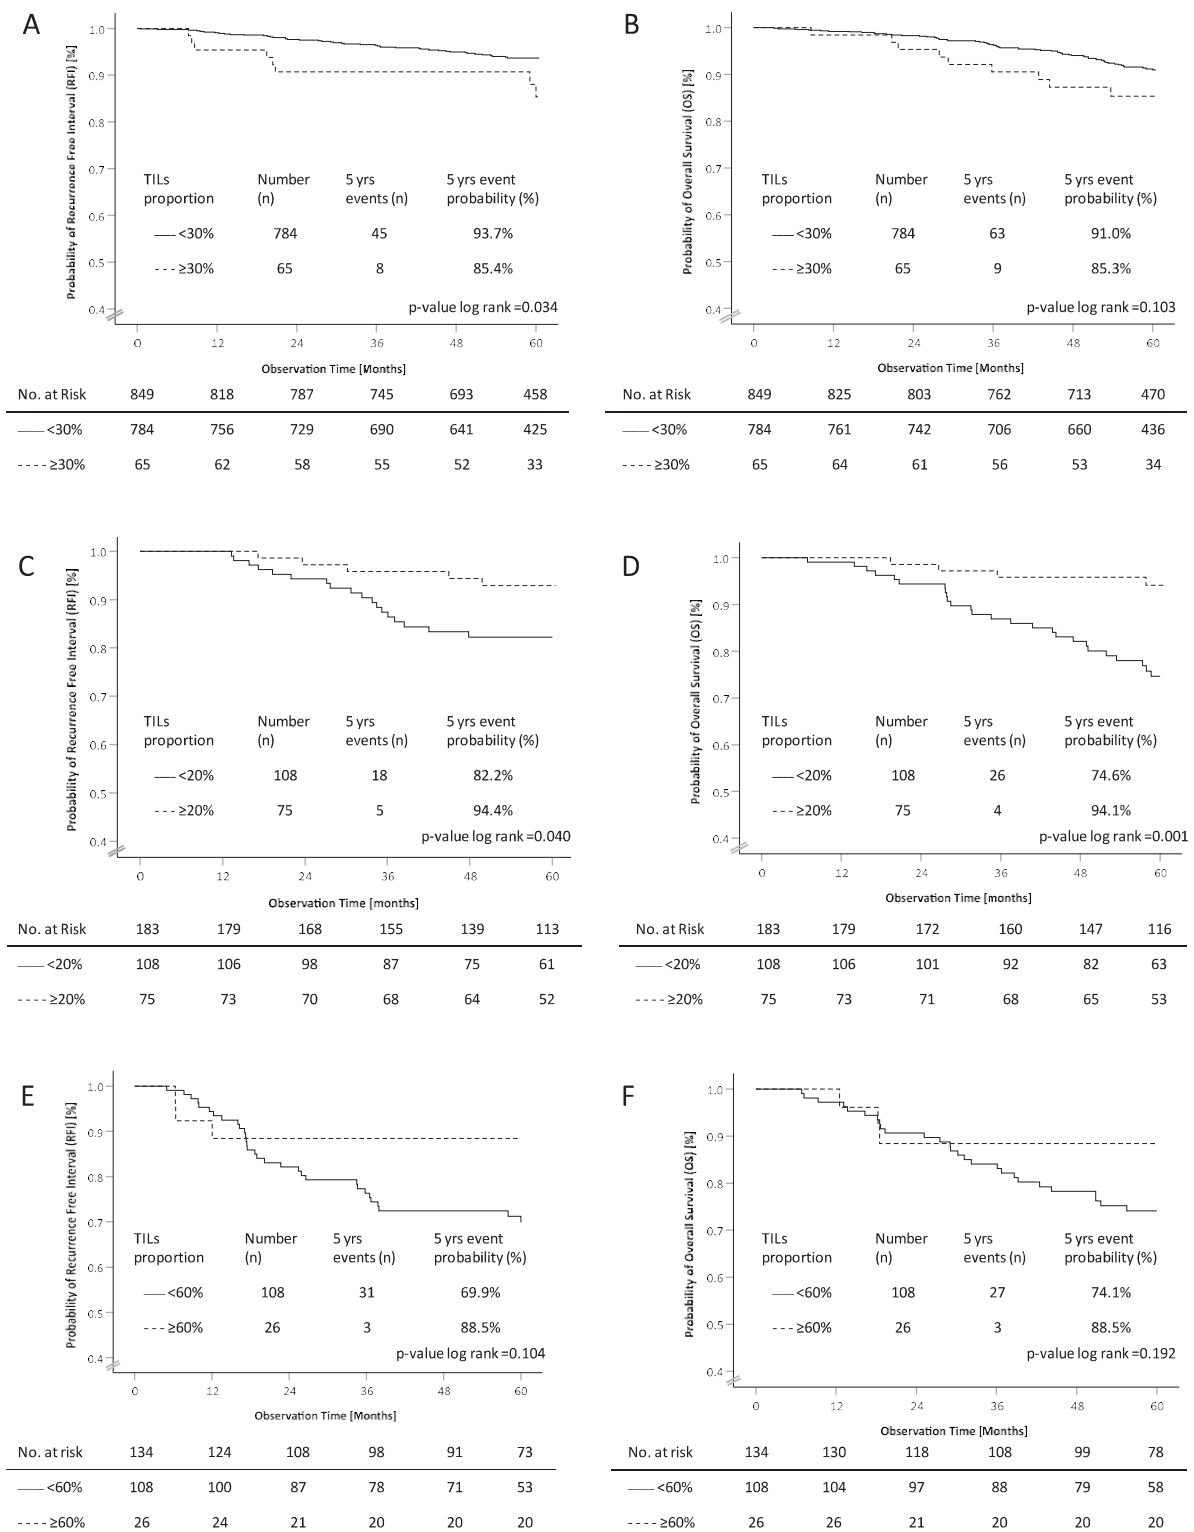 A
Probability of Recurrence Free Interval (RFI) [%]
1.0
0.9
0.8
0.7
0.6
0.5
0.4
TILs Number 5 yrs 5 yrs event
proportion (n) events (n) probability (%)
<30% 784 45 93.7%
≥30% 65 8 85.4%
p-value log rank =0.034
0 12 24 36 48 60
Observation Time [Months]
No. at Risk 849 818 787 745 693 458
<30% 784 756 729 690 641 425
≥30% 65 62 58 55 52 33
B
Probability of Overall Survival (OS) [%]
1.0
0.9
0.8
0.7
0.6
0.5
0.4
TILs Number 5 yrs 5 yrs event
proportion (n) events (n) probability (%)
<30% 784 63 91.0%
≥30% 65 9 85.3%
p-value log rank =0.103
0 12 24 36 48 60
Observation Time [Months]
No. at Risk 849 825 803 762 713 470
<30% 784 761 742 706 660 436
≥30% 65 64 61 56 53 34
C
Probability of Recurrence Free Interval (RFI) [%]
1.0
0.9
0.8
0.7
0.6
0.5
0.4
TILs Number 5 yrs 5 yrs event
proportion (n) events (n) probability (%)
<20% 108 18 82.2%
≥20% 75 5 94.4%
p-value log rank =0.040
0 12 24 36 48 60
Observation Time [months]
No. at Risk 183 179 168 155 139 113
<20% 108 106 98 87 75 61
≥20% 75 73 70 68 64 52
D
Probability of Overall Survival (OS) [%]
1.0
0.9
0.8
0.7
0.6
0.5
0.4
TILs Number 5 yrs 5 yrs event
proportion (n) events (n) probability (%)
<20% 108 26 74.6%
≥20% 75 4 94.1%
p-value log rank =0.001
0 12 24 36 48 60
Observation Time [months]
No. at Risk 183 179 172 160 147 116
<20% 108 106 101 92 82 63
≥20% 75 73 71 68 65 53
E
Probability of Recurrence Free Interval (RFI) [%]
1.0
0.9
0.8
0.7
0.6
0.5
0.4
TILs Number 5 yrs 5 yrs event
proportion (n) events (n) probability (%)
<60% 108 31 69.9%
≥60% 26 3 88.5%
p-value log rank =0.104
0 12 24 36 48 60
Observation Time [Months]
No. at risk 134 124 108 98 91 73
<60% 108 100 87 78 71 53
≥60% 26 24 21 20 20 20
F
Probability of Overall Survival (OS) [%]
1.0
0.9
0.8
0.7
0.6
0.5
0.4
TILs Number 5 yrs 5 yrs event
proportion (n) events (n) probability (%)
<60% 108 27 74.1%
≥60% 26 3 88.5%
p-value log rank =0.192
0 12 24 36 48 60
Observation Time [Months]
No. at risk 134 130 118 108 99 78
<60% 108 104 97 88 79 58
≥60% 26 26 21 20 20 20